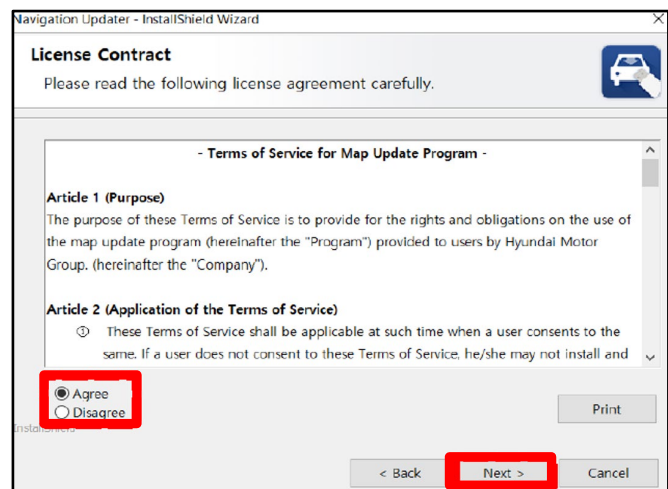 Navigation Updater - InstallShield Wizard
License Contract
Please read the following license agreement carefully.
- Terms of Service for Map Update Program -
Article 1 (Purpose)
The purpose of these Terms of Service is to provide for the rights and obligations on the use of
the map update program (hereinafter the "Program") provided to users by Hyundai Motor
Group. (hereinafter the "Company").
Article 2 (Application of the Terms of Service)
① These Terms of Service shall be applicable at such time when a user consents to the
same. If a user does not consent to these Terms of Service, he/she may not install and
Agree
Disagree
Print
InstallShield
< Back
Next >
Cancel